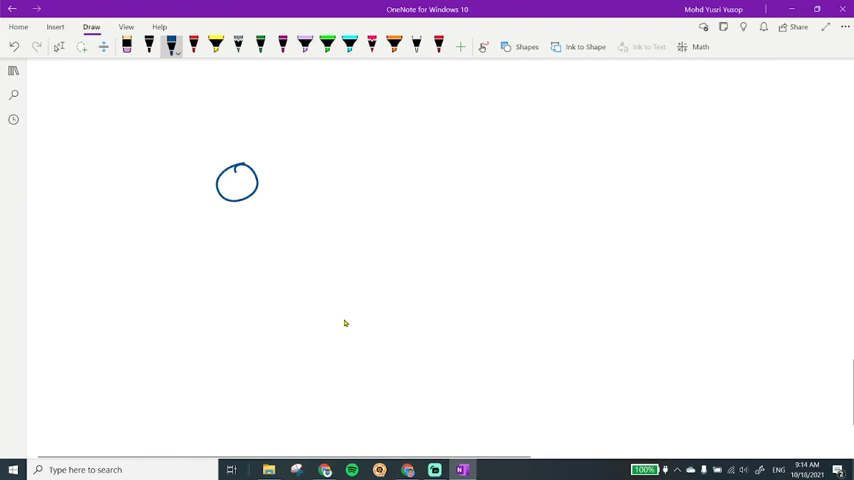 OneNote for Windows 10
Mohd Yusri Yusop
Home Insert Draw View Help
Share
Shapes Ink to Shape Ink to Text Math
Type here to search
100%
ENG
9:14 AM
10/18/2021
2